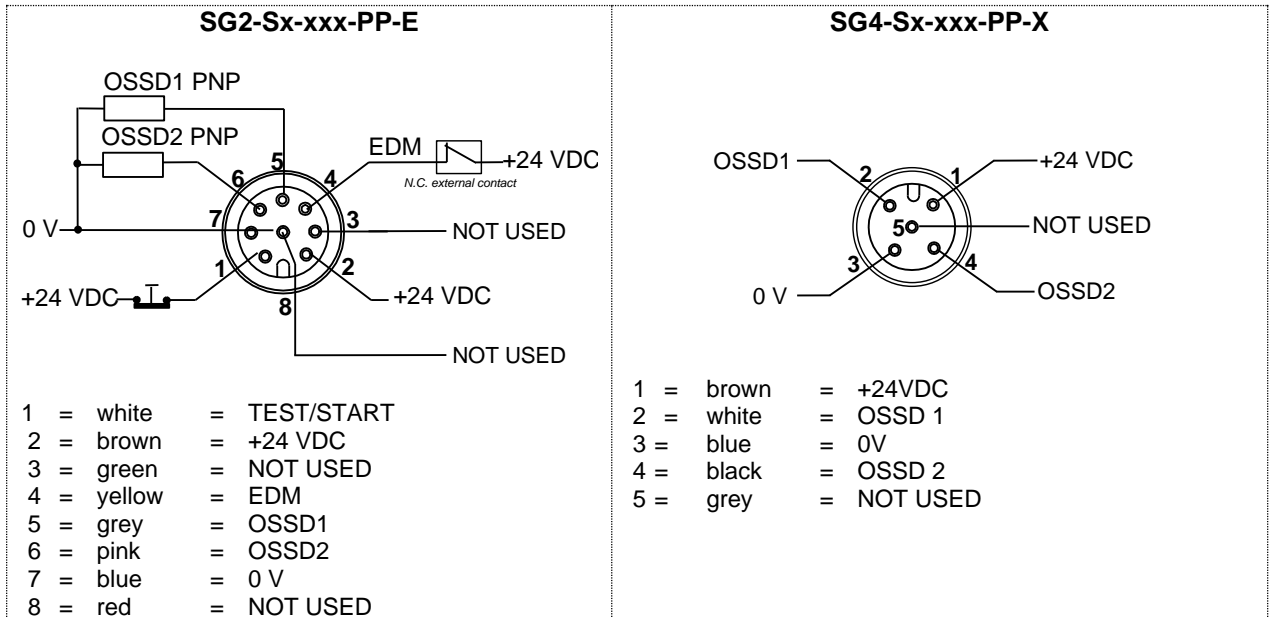 SG2-Sx-xxx-PP-E
OSSD1 PNP
OSSD2 PNP
EDM
+24 VDC
N.C. external contact
5
6
4
7
3
0 V
NOT USED
1
2
+24 VDC
+24 VDC
8
NOT USED
1 = white = TEST/START
2 = brown = +24 VDC
3 = green = NOT USED
4 = yellow = EDM
5 = grey = OSSD1
6 = pink = OSSD2
7 = blue = 0 V
8 = red = NOT USED
SG4-Sx-xxx-PP-X
OSSD1
+24 VDC
2
1
5
NOT USED
3
4
0 V
OSSD2
1 = brown = +24VDC
2 = white = OSSD 1
3 = blue = 0V
4 = black = OSSD 2
5 = grey = NOT USED